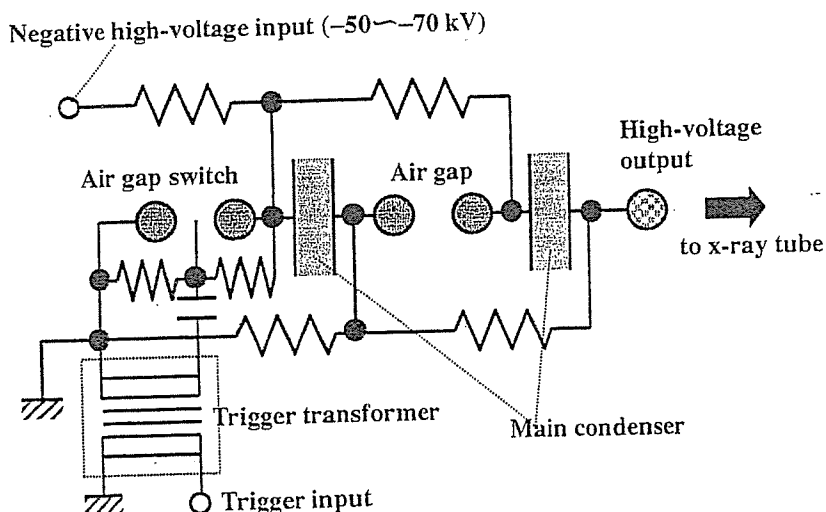 Negative high-voltage input (−50〜−70 kV)
High-voltage
output
Air gap switch
Air gap
to x-ray tube
Trigger transformer
Main condenser
Trigger input